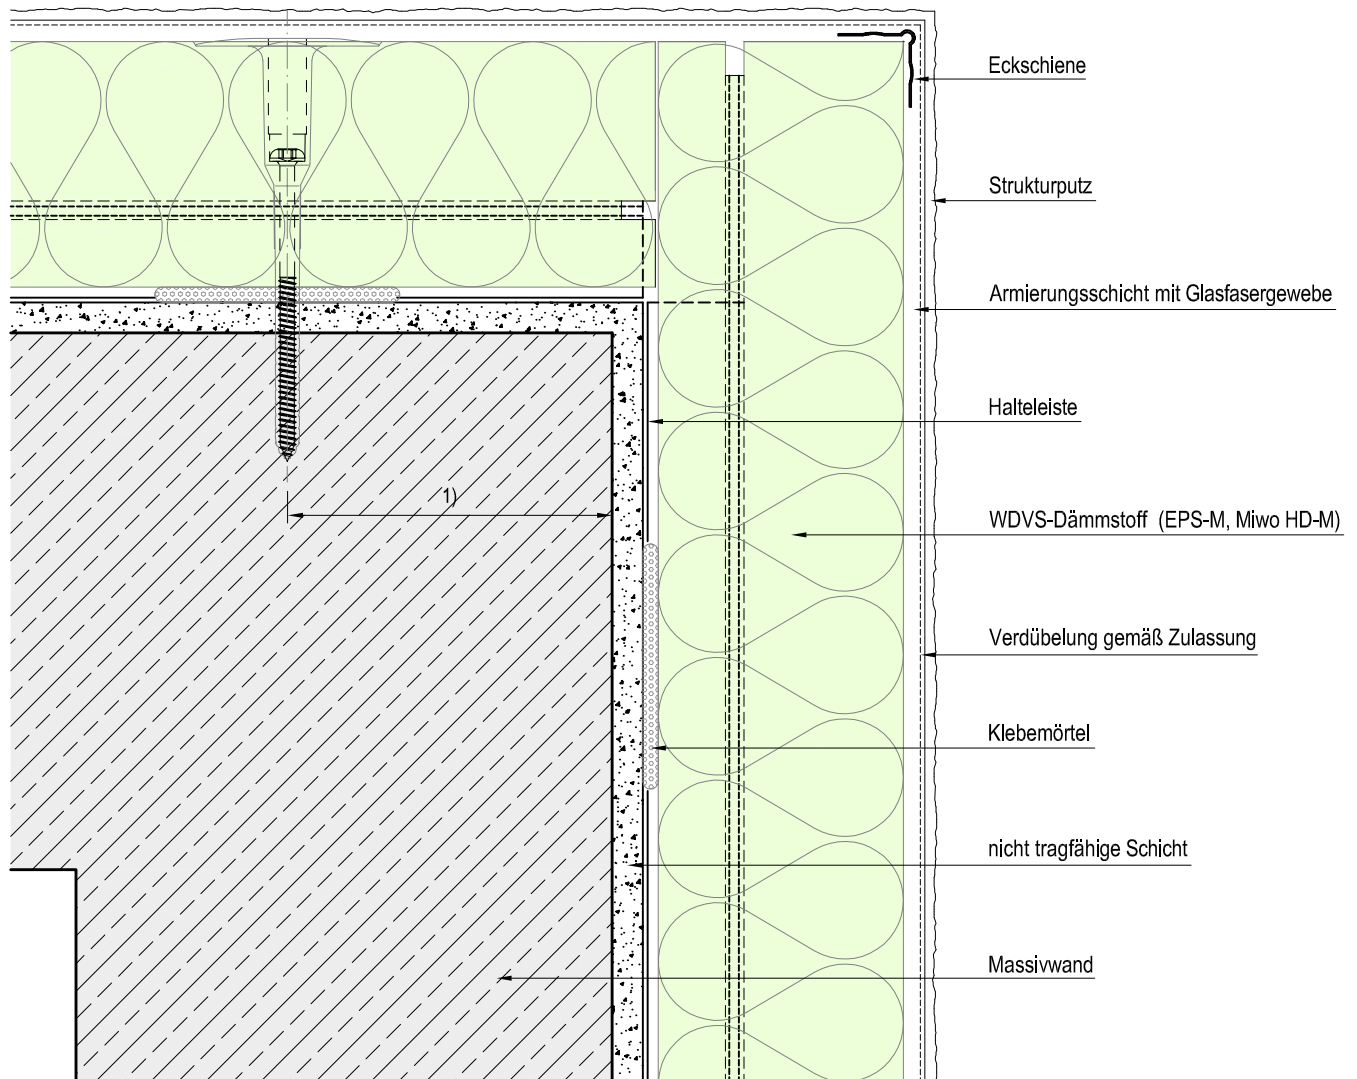 Eckschiene
Strukturputz
Armierungsschicht mit Glasfasergewebe
Halteleiste
1)
WDVS-Dämmstoff (EPS-M, Miwo HD-M)
Verdübelung gemäß Zulassung
Klebemörtel
nicht tragfähige Schicht
Massivwand